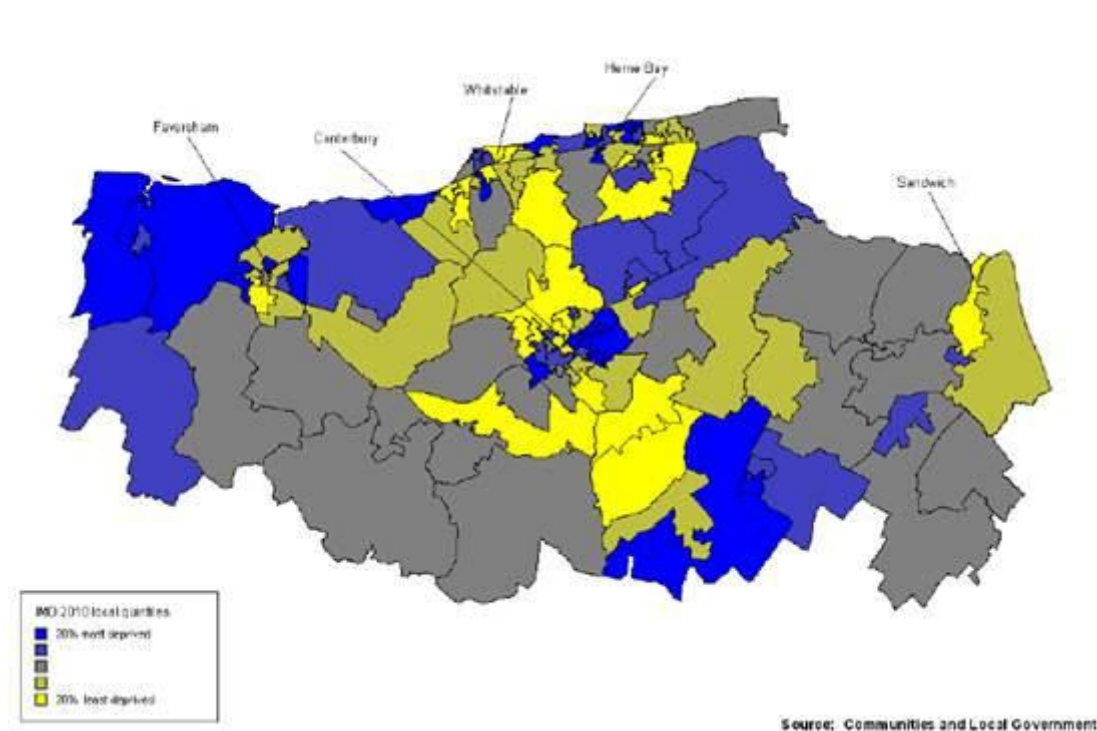 Herne Bay
Whitstable
Faversham
Canterbury
Sandwich
IMD 2010 local quintiles
20% most deprived
20% least deprived
Source: Communities and Local Government